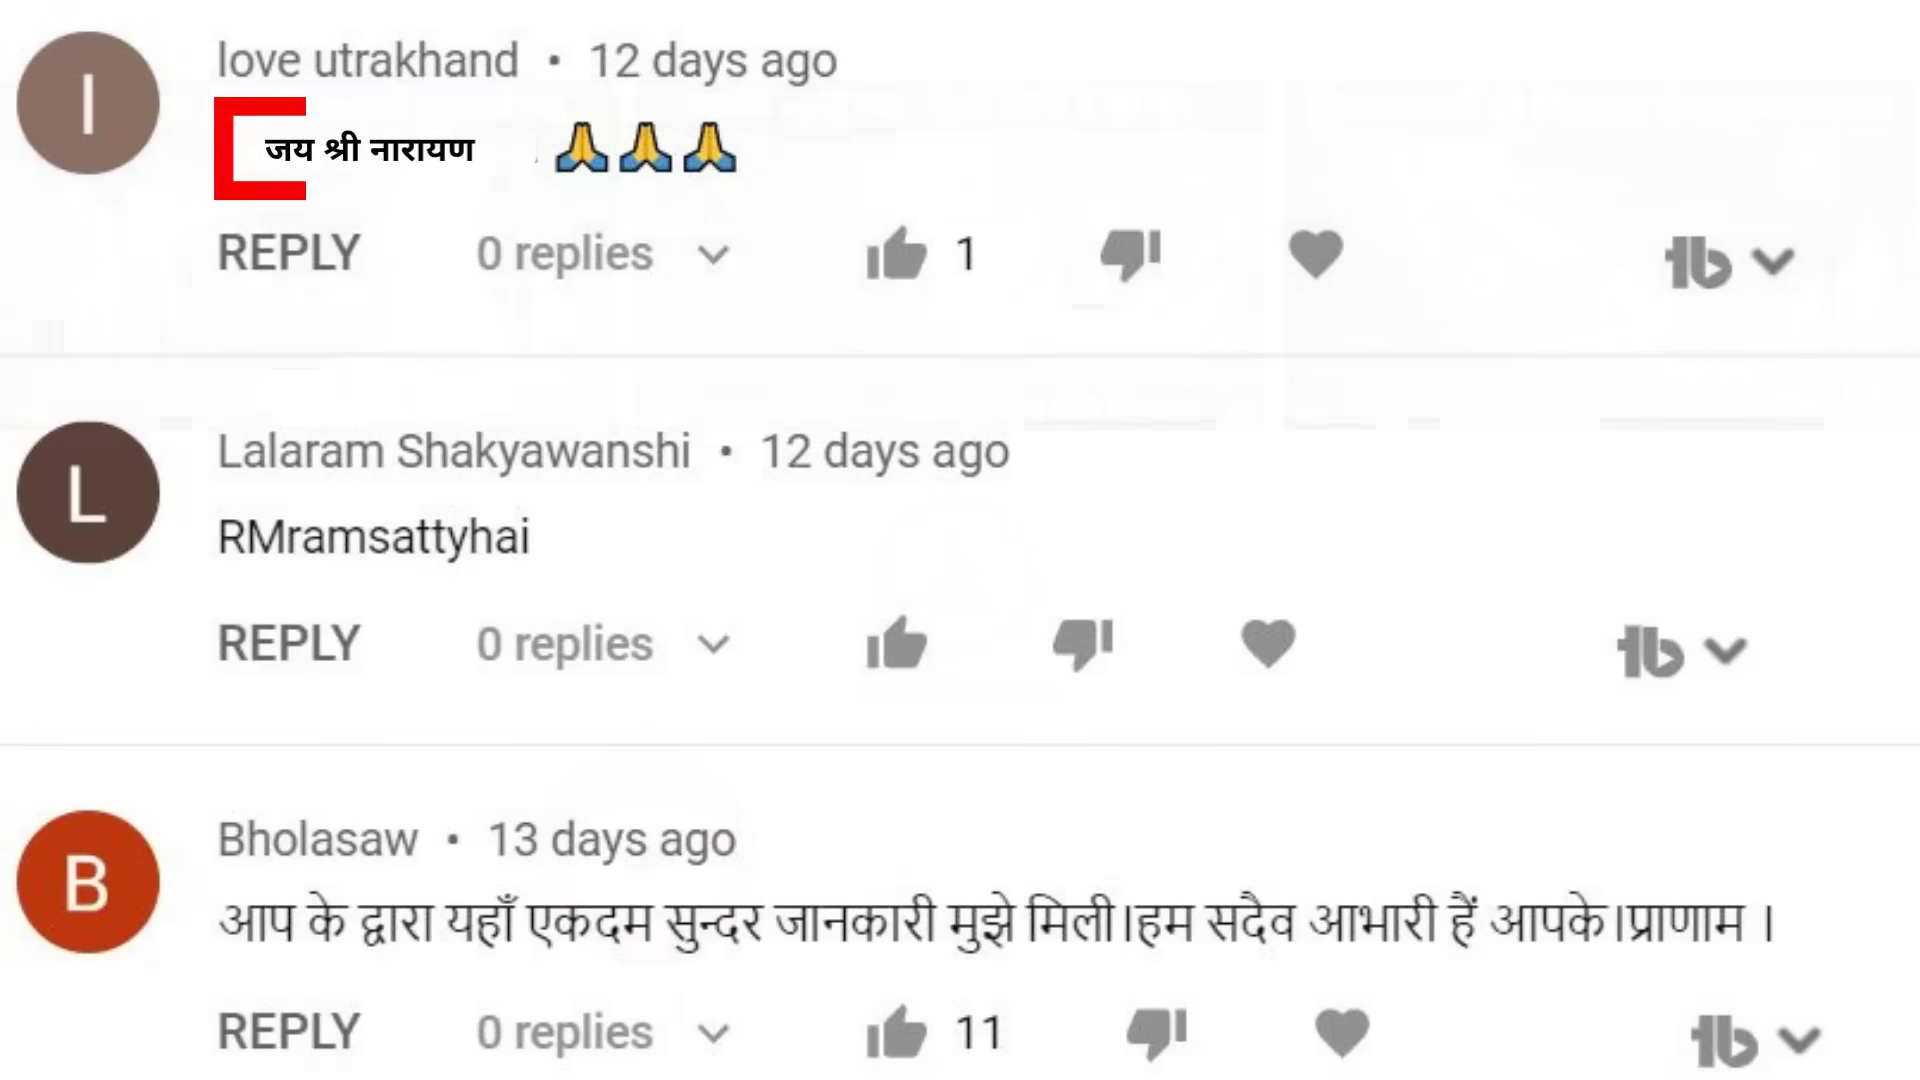 love utrakhand • 12 days ago
जय श्री नारायण 🙏🙏🙏
REPLY 0 replies 1
L
Lalaram Shakyawanshi • 12 days ago
RMramsattyhai
REPLY 0 replies
B
Bholasaw • 13 days ago
आप के द्वारा यहाँ एकदम सुन्दर जानकारी मुझे मिली।हम सदैव आभारी हैं आपके।प्राणाम ।
REPLY 0 replies 11